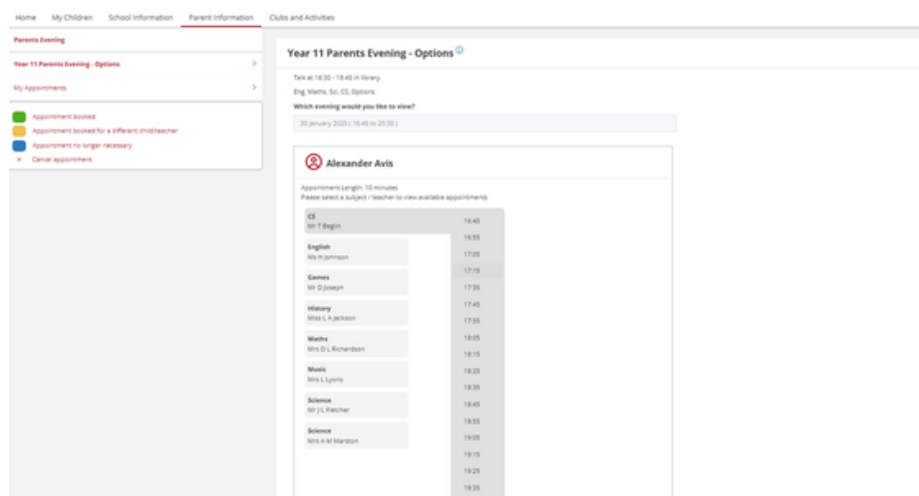 Home My Children School Information Parent Information Clubs and Activities
Parents Evening
Year 11 Parents Evening - Options
My Appointments
Appointment booked
Appointment booked for a different child/teacher
Appointment no longer necessary
× Cancel appointment
Year 11 Parents Evening - Options
Talk at 18:30 - 18:45 in library
Eng, Maths, Sci, CS, Options
Which evening would you like to view?
30 January 2025 ( 16:45 to 20:30 )
Alexander Avis
Appointment Length: 10 minutes
Please select a subject / teacher to view available appointments
CS
Mr T Beglin
English
Ms H Johnson
Games
Mr D Joseph
History
Miss L A Jackson
Maths
Mrs D L Richardson
Music
Mrs L Lyons
Science
Mr J L Fletcher
Science
Mrs A M Marston
16:45
16:55
17:05
17:15
17:35
17:45
17:55
18:05
18:15
18:25
18:35
18:45
18:55
19:05
19:15
19:25
19:35